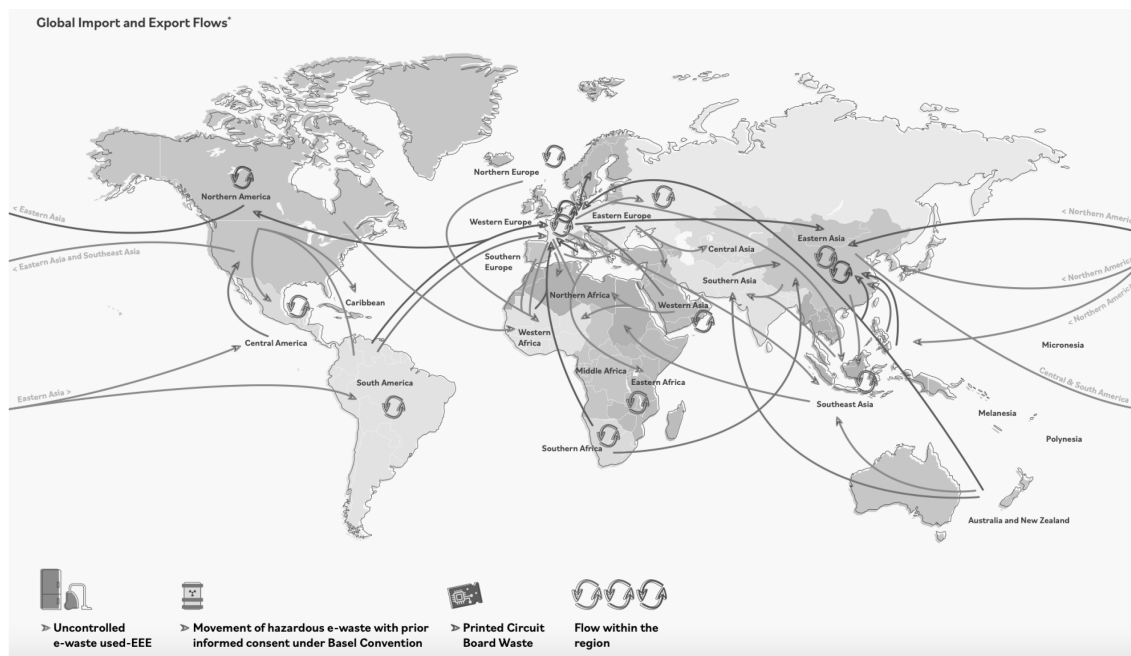 Global Import and Export Flows*
Northern Europe
Northern America
< Eastern Asia
< Northern Americ
Western Europe
Eastern Europe
Eastern Asia
< Eastern Asia and Southeast Asia
Southern
Europe
Central Asia
Southern Asia
< Northern Americ
Caribbean
Northern Africa
Western Asia
< Northern Americ
Western
Africa
Central America
Micronesia
Middle Africa
Eastern Africa
South America
Central & South America
Eastern Asia >
Southeast Asia
Melanesia
Polynesia
Southern Africa
Australia and New Zealand
> Uncontrolled
e-waste used-EEE
> Movement of hazardous e-waste with prior
informed consent under Basel Convention
> Printed Circuit
Board Waste
Flow within the
region